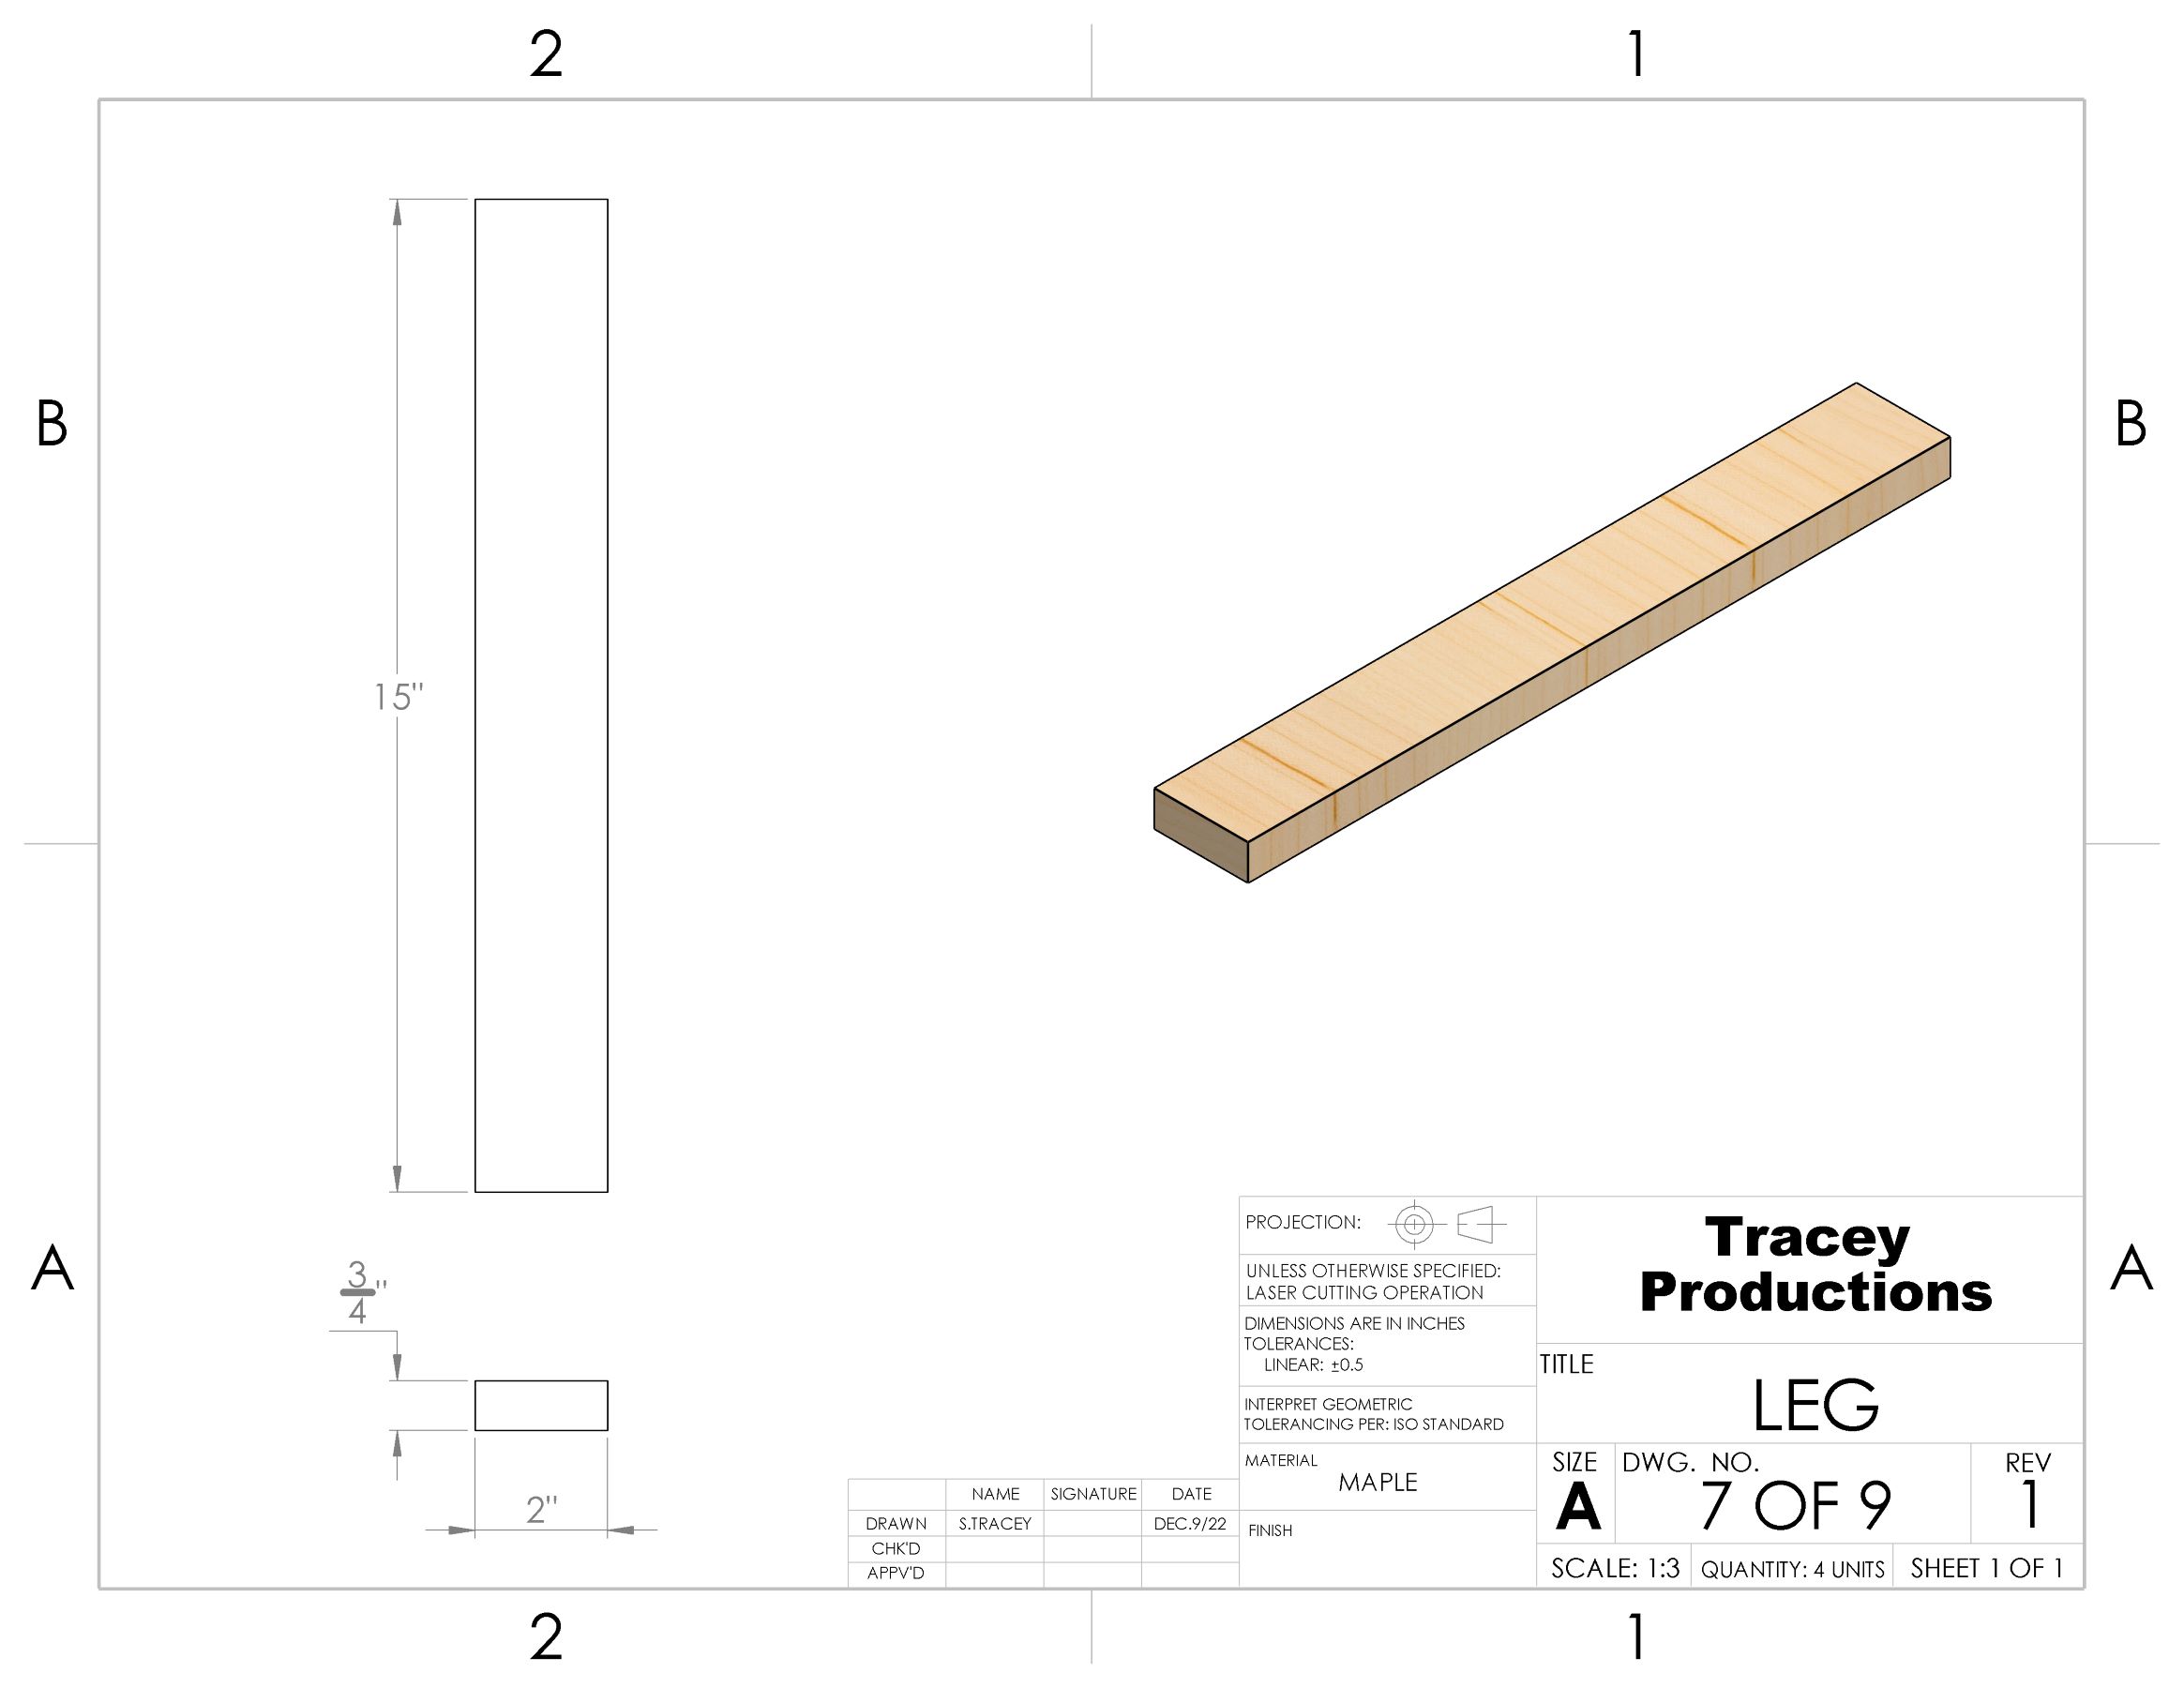 2
1
B
B
15"
3/4"
2"
A
A
PROJECTION:
UNLESS OTHERWISE SPECIFIED:
LASER CUTTING OPERATION
DIMENSIONS ARE IN INCHES
TOLERANCES:
LINEAR: ±0.5
INTERPRET GEOMETRIC
TOLERANCING PER: ISO STANDARD
MATERIAL
MAPLE
FINISH
Tracey
Productions
TITLE
LEG
SIZE
A
DWG. NO.
7 OF 9
REV
1
SCALE: 1:3
QUANTITY: 4 UNITS
SHEET 1 OF 1
NAME SIGNATURE DATE
DRAWN S.TRACEY DEC.9/22
CHK'D
APPV'D
2
1